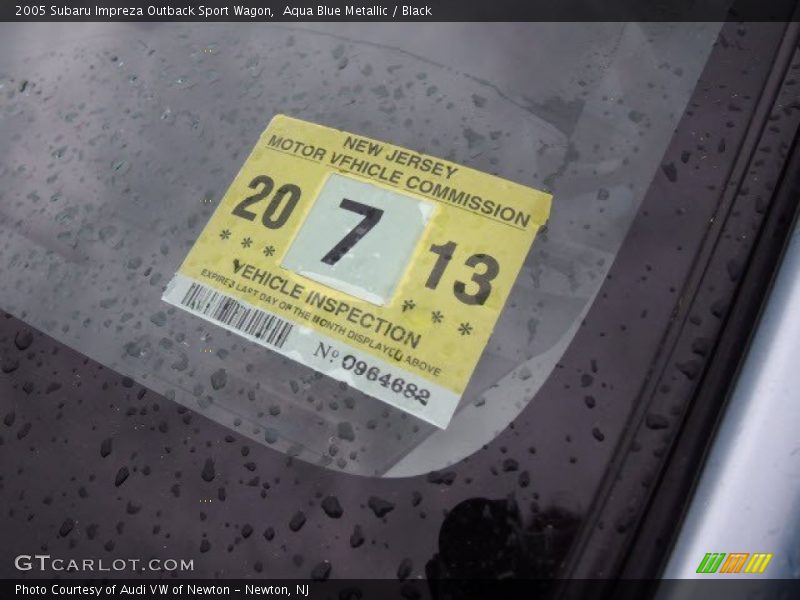 2005 Subaru Impreza Outback Sport Wagon,  Aqua Blue Metallic / Black
NEW JERSEY
MOTOR VEHICLE COMMISSION
20 7 13
* * *
* * *
VEHICLE INSPECTION
EXPIRES LAST DAY OF THE MONTH DISPLAYED ABOVE
Nº 0964682
GTCARLOT.COM
Photo Courtesy of Audi VW of Newton - Newton, NJ